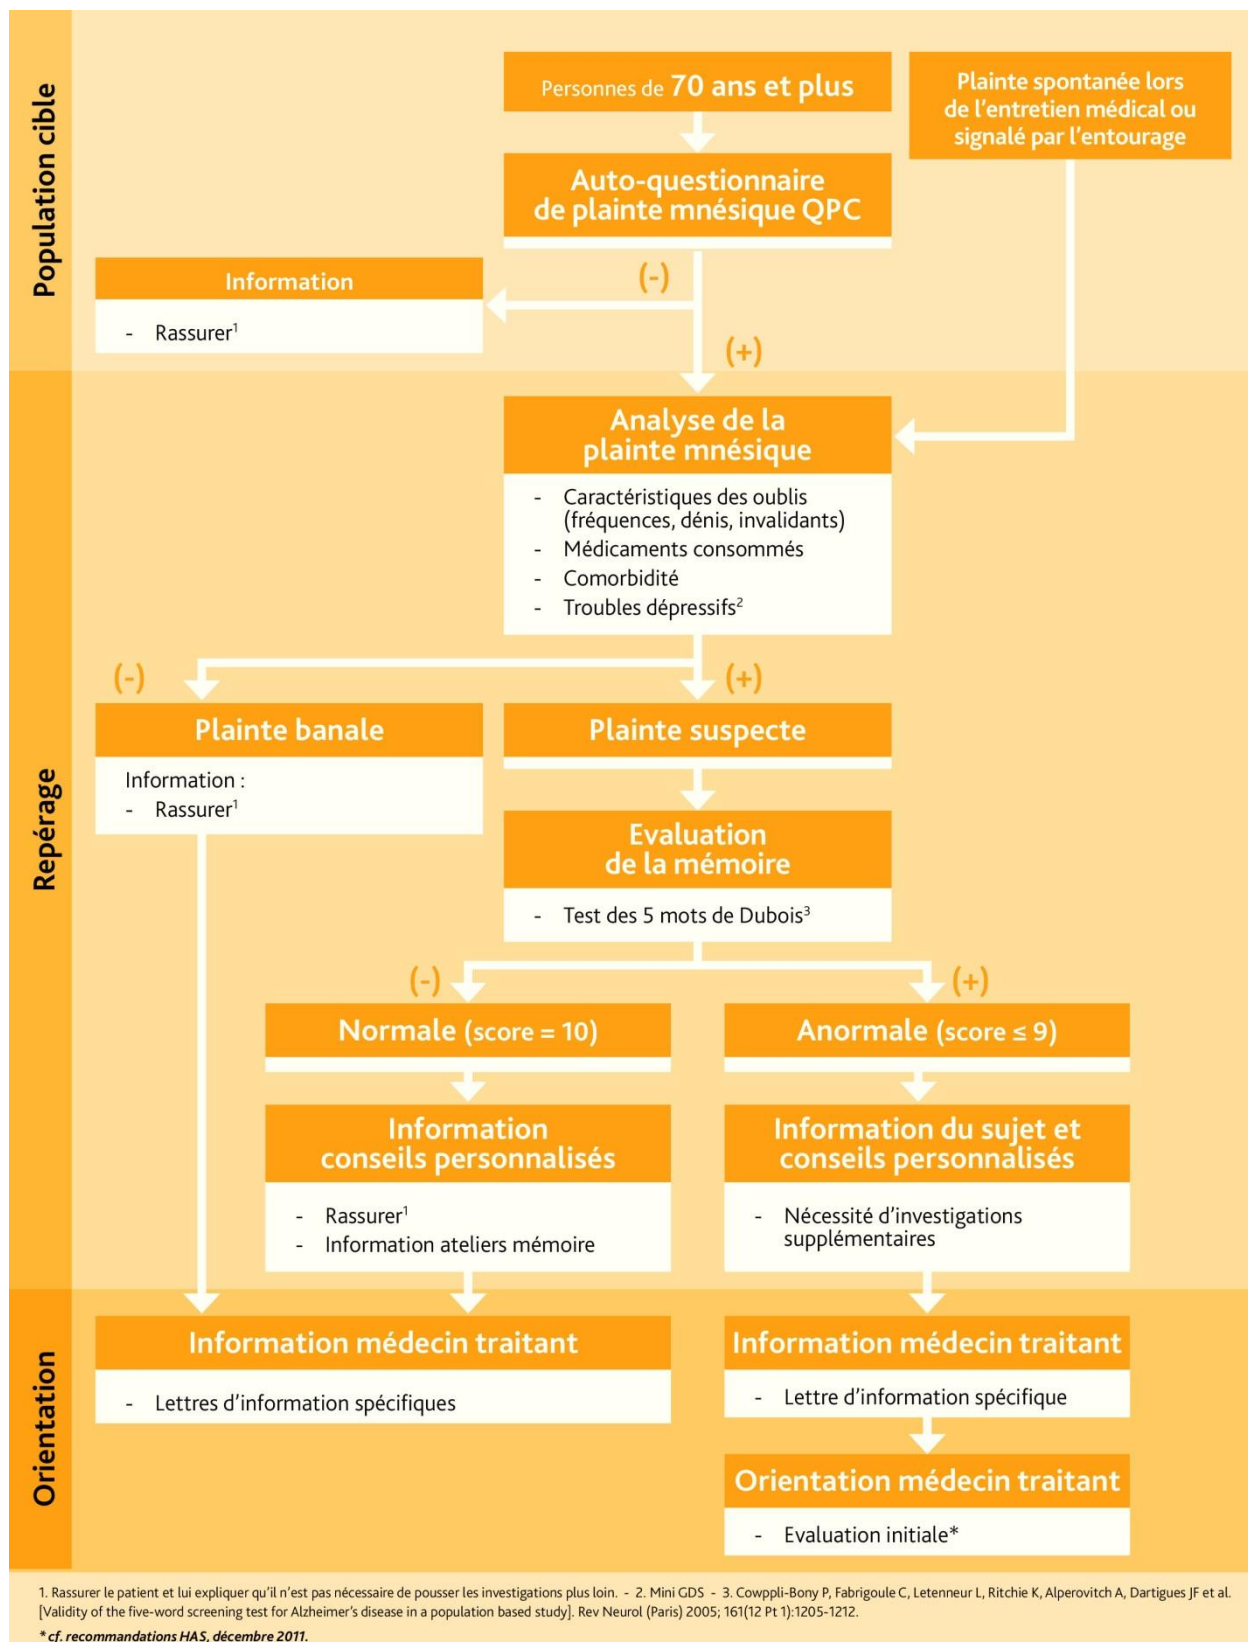 Population cible
Personnes de 70 ans et plus
Plainte spontanée lors
de l'entretien médical ou
signalé par l'entourage
Auto-questionnaire
de plainte mnésique QPC
(-)
Information
- Rassurer¹
(+)
Repérage
Analyse de la
plainte mnésique
- Caractéristiques des oublis
(fréquences, dénis, invalidants)
- Médicaments consommés
- Comorbidité
- Troubles dépressifs²
(-)
(+)
Plainte banale
Information :
- Rassurer¹
Plainte suspecte
Evaluation
de la mémoire
- Test des 5 mots de Dubois³
(-)
(+)
Normale (score = 10)
Anormale (score ≤ 9)
Information
conseils personnalisés
- Rassurer¹
- Information ateliers mémoire
Information du sujet et
conseils personnalisés
- Nécessité d'investigations
supplémentaires
Orientation
Information médecin traitant
- Lettres d'information spécifiques
Information médecin traitant
- Lettre d'information spécifique
Orientation médecin traitant
- Evaluation initiale*
1. Rassurer le patient et lui expliquer qu'il n'est pas nécessaire de pousser les investigations plus loin. - 2. Mini GDS - 3. Cowppli-Bony P, Fabrigoule C, Letenneur L, Ritchie K, Alperovitch A, Dartigues JF et al.
[Validity of the five-word screening test for Alzheimer's disease in a population based study]. Rev Neurol (Paris) 2005; 161(12 Pt 1):1205-1212.
* cf. recommandations HAS, décembre 2011.